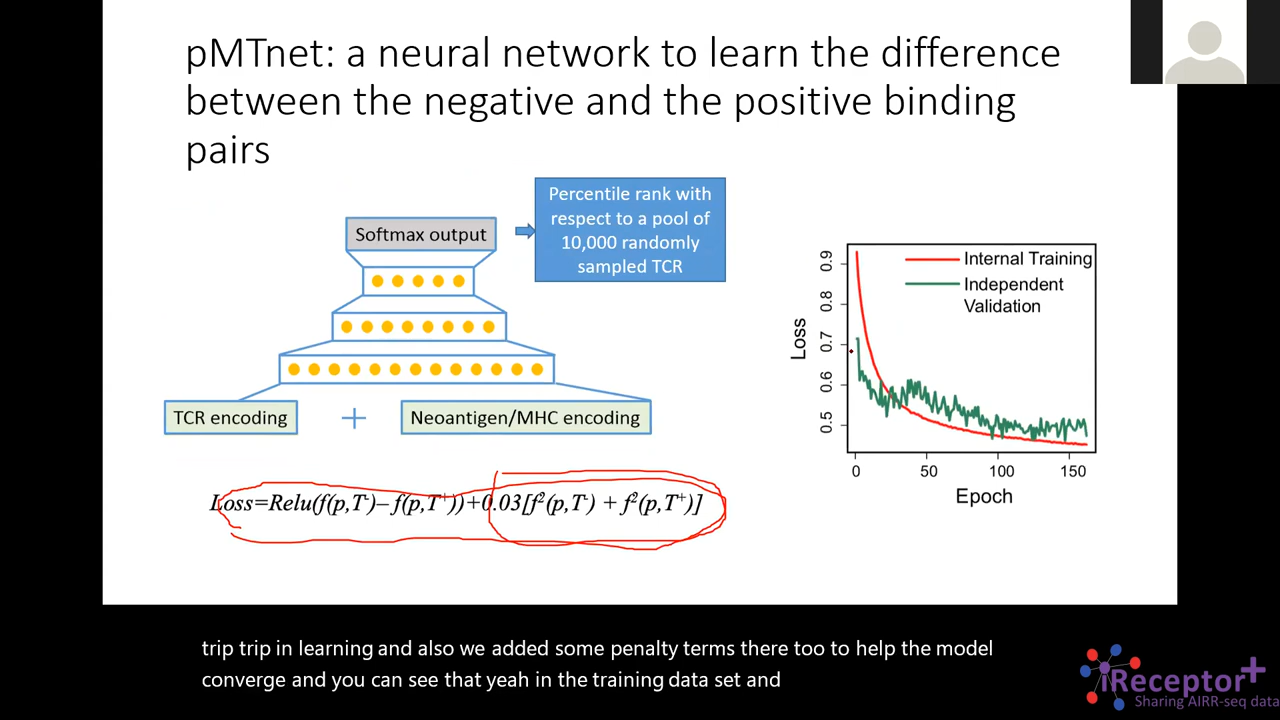 pMTnet: a neural network to learn the difference
between the negative and the positive binding
pairs
Percentile rank with
respect to a pool of
10,000 randomly
sampled TCR
Softmax output
TCR encoding
+
Neoantigen/MHC encoding
Loss=Relu(f(p,T⁻)– f(p,T⁺))+0.03[f²(p,T⁻) + f²(p,T⁺)]
Internal Training
Independent
Validation
Loss
0.9
0.8
0.7
0.6
0.5
0
50
100
150
Epoch
trip trip in learning and also we added some penalty terms there too to help the model
converge and you can see that yeah in the training data set and
iReceptor+
Sharing AIRR-seq data